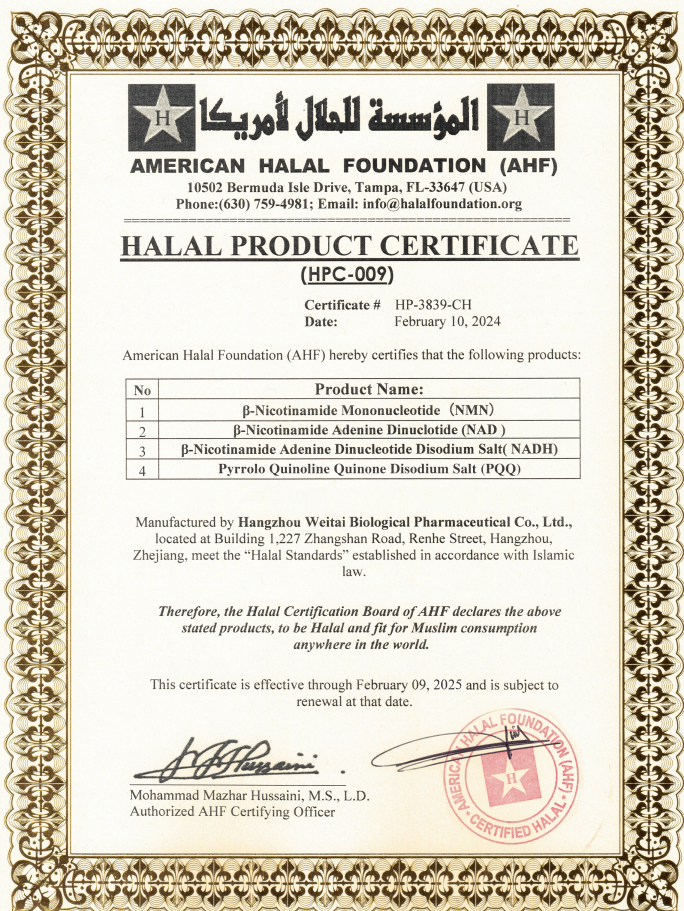 H المؤسسة للحلال لأمريكا H
AMERICAN HALAL FOUNDATION (AHF)
10502 Bermuda Isle Drive, Tampa, FL-33647 (USA)
Phone:(630) 759-4981; Email: info@halalfoundation.org
HALAL PRODUCT CERTIFICATE
(HPC-009)
Certificate # HP-3839-CH
Date: February 10, 2024
American Halal Foundation (AHF) hereby certifies that the following products:
No Product Name:
1 β-Nicotinamide Mononucleotide（NMN）
2 β-Nicotinamide Adenine Dinuclotide (NAD )
3 β-Nicotinamide Adenine Dinucleotide Disodium Salt( NADH)
4 Pyrrolo Quinoline Quinone Disodium Salt (PQQ)
Manufactured by Hangzhou Weitai Biological Pharmaceutical Co., Ltd.,
located at Building 1,227 Zhangshan Road, Renhe Street, Hangzhou,
Zhejiang, meet the “Halal Standards” established in accordance with Islamic
law.
Therefore, the Halal Certification Board of AHF declares the above
stated products, to be Halal and fit for Muslim consumption
anywhere in the world.
This certificate is effective through February 09, 2025 and is subject to
renewal at that date.
Mohammad Mazhar Hussaini, M.S., L.D.
Authorized AHF Certifying Officer
AMERICAN HALAL FOUNDATION (AHF)
H
CERTIFIED HALAL